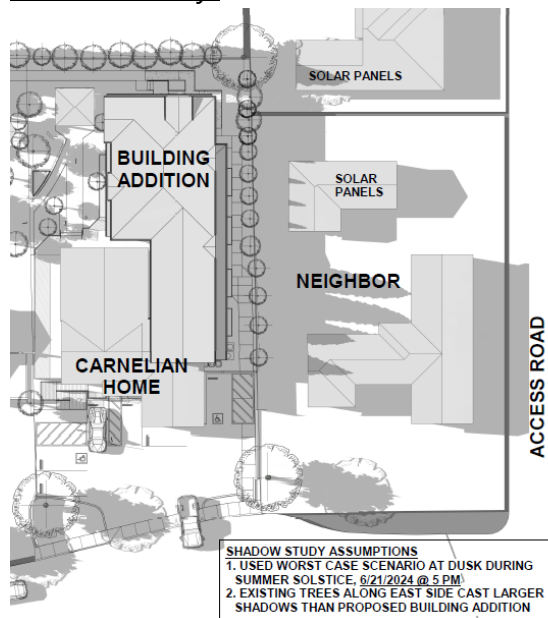 SOLAR PANELS
BUILDING
ADDITION
SOLAR
PANELS
NEIGHBOR
CARNELIAN
HOME
ACCESS ROAD
SHADOW STUDY ASSUMPTIONS
1. USED WORST CASE SCENARIO AT DUSK DURING
SUMMER SOLSTICE, 6/21/2024 @ 5 PM
2. EXISTING TREES ALONG EAST SIDE CAST LARGER
SHADOWS THAN PROPOSED BUILDING ADDITION